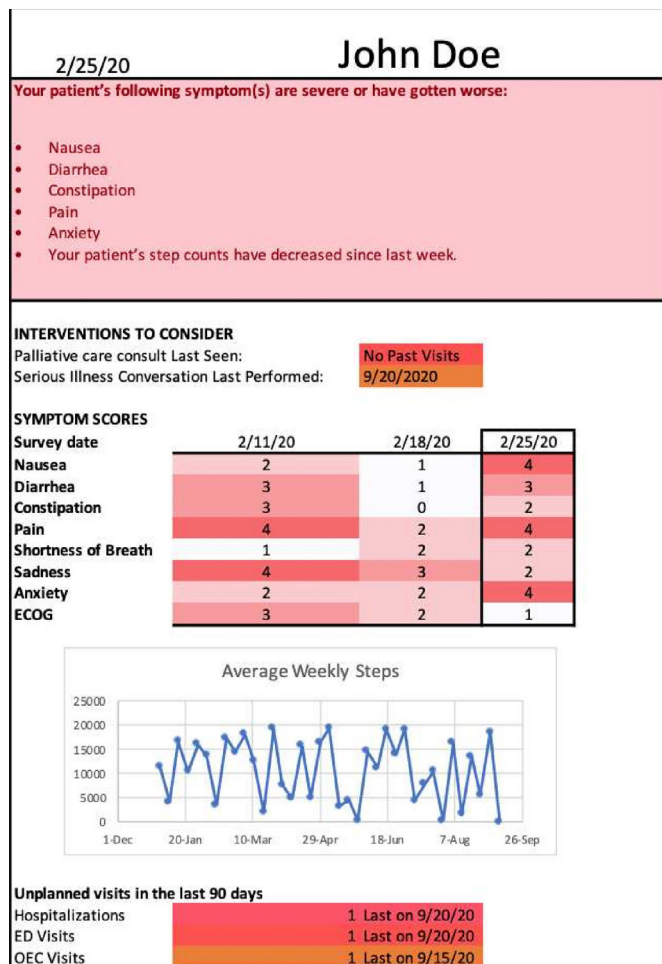 2/25/20 John Doe
Your patient's following symptom(s) are severe or have gotten worse:
• Nausea
• Diarrhea
• Constipation
• Pain
• Anxiety
• Your patient's step counts have decreased since last week.
INTERVENTIONS TO CONSIDER
Palliative care consult Last Seen: No Past Visits
Serious Illness Conversation Last Performed: 9/20/2020
SYMPTOM SCORES
Survey date 2/11/20 2/18/20 2/25/20
Nausea 2 1 4
Diarrhea 3 1 3
Constipation 3 0 2
Pain 4 2 4
Shortness of Breath 1 2 2
Sadness 4 3 2
Anxiety 2 2 4
ECOG 3 2 1
Average Weekly Steps
25000
20000
15000
10000
5000
0
1-Dec 20-Jan 10-Mar 29-Apr 18-Jun 7-Aug 26-Sep
Unplanned visits in the last 90 days
Hospitalizations 1 Last on 9/20/20
ED Visits 1 Last on 9/20/20
OEC Visits 1 Last on 9/15/20